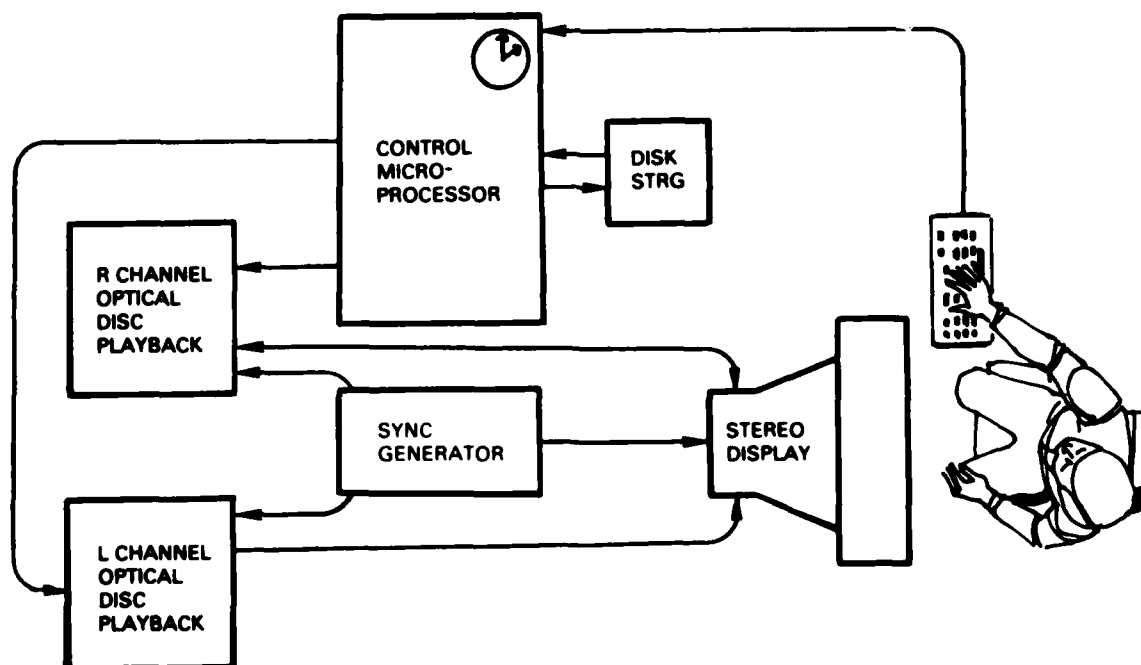 CONTROL
MICRO-
PROCESSOR
DISK
STRG
R CHANNEL
OPTICAL
DISC
PLAYBACK
SYNC
GENERATOR
STEREO
DISPLAY
L CHANNEL
OPTICAL
DISC
PLAYBACK